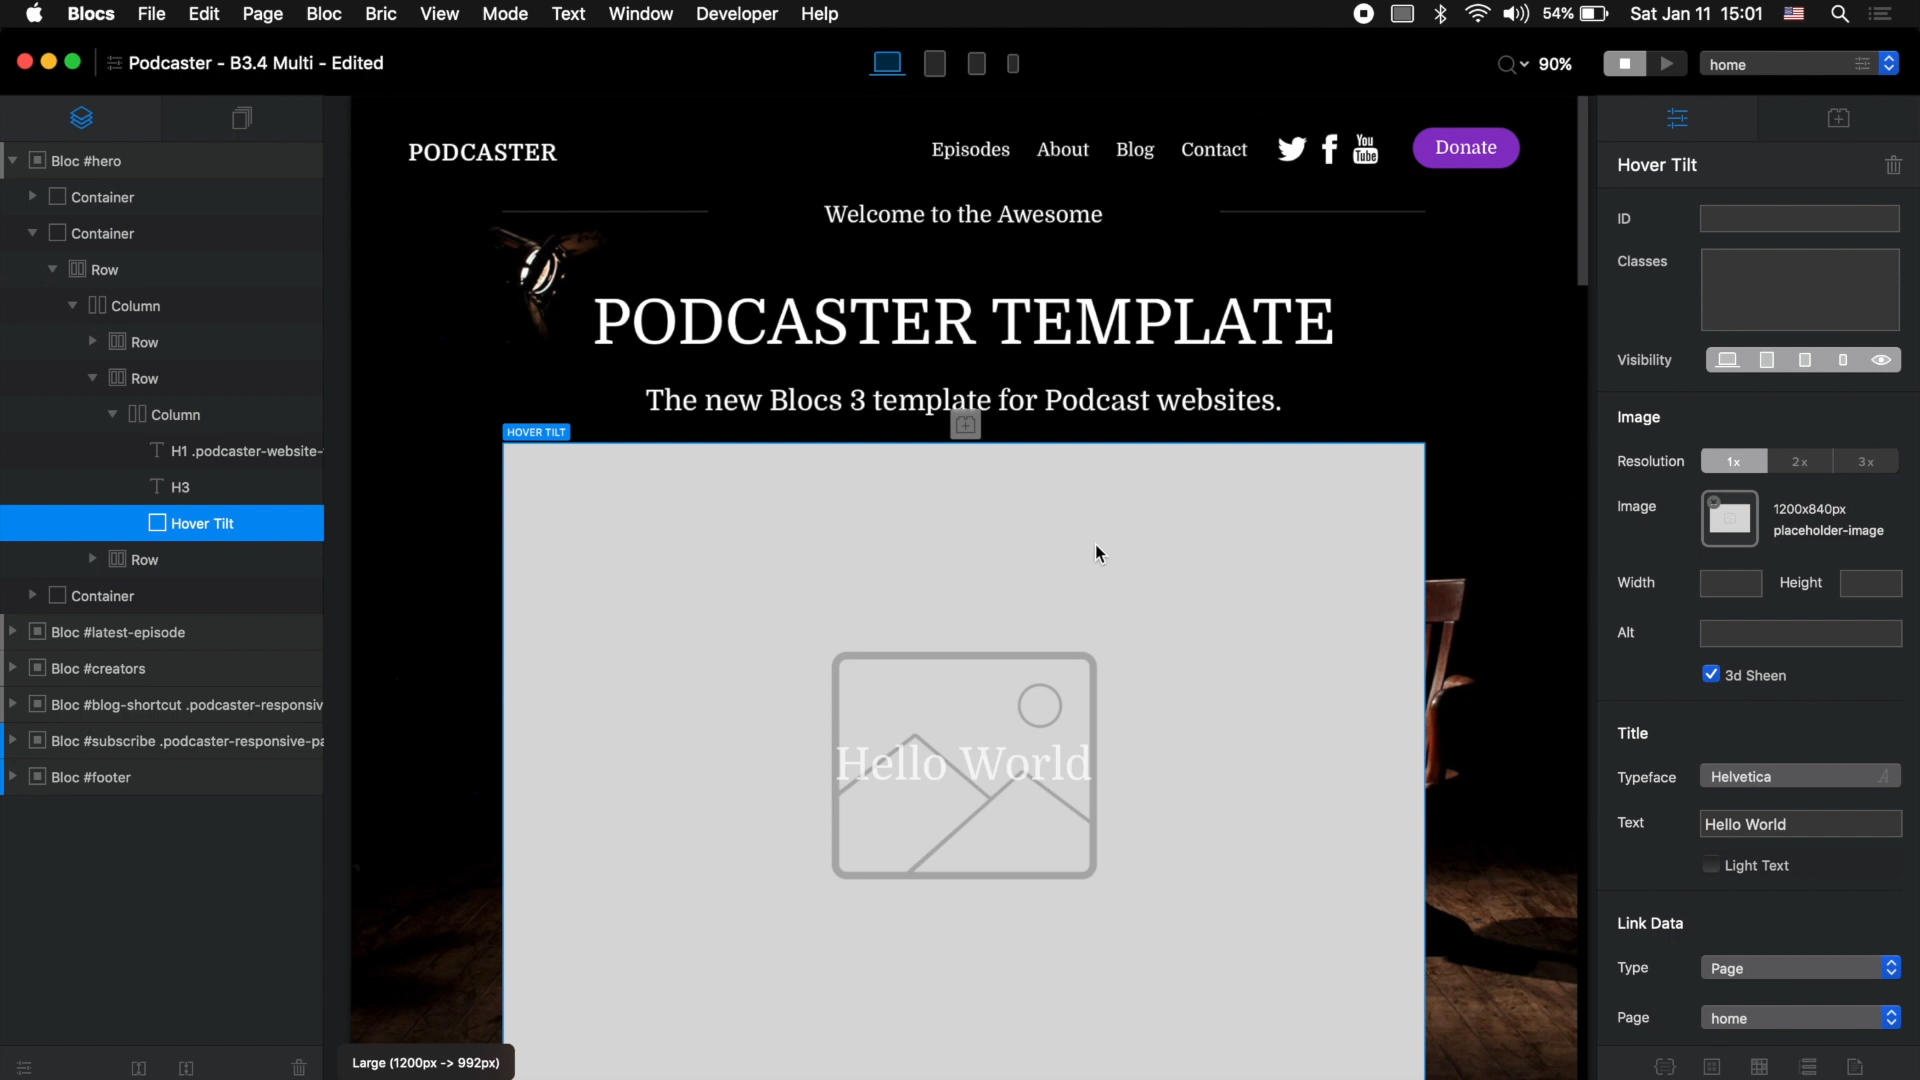 Blocs File Edit Page Bloc Bric View Mode Text Window Developer Help 54% Sat Jan 11 15:01
Podcaster - B3.4 Multi - Edited 90% home
Bloc #hero
Container
Container
Row
Column
Row
Row
Column
H1 .podcaster-website-
H3
Hover Tilt
Row
Container
Bloc #latest-episode
Bloc #creators
Bloc #blog-shortcut .podcaster-responsiv
Bloc #subscribe .podcaster-responsive-pa
Bloc #footer
PODCASTER Episodes About Blog Contact You Tube Donate
Welcome to the Awesome
PODCASTER TEMPLATE
The new Blocs 3 template for Podcast websites.
HOVER TILT
Hello World
Large (1200px -> 992px)
Hover Tilt
ID
Classes
Visibility
Image
Resolution 1x 2x 3x
Image 1200x840px
placeholder-image
Width Height
Alt
3d Sheen
Title
Typeface Helvetica
Text Hello World
Light Text
Link Data
Type Page
Page home